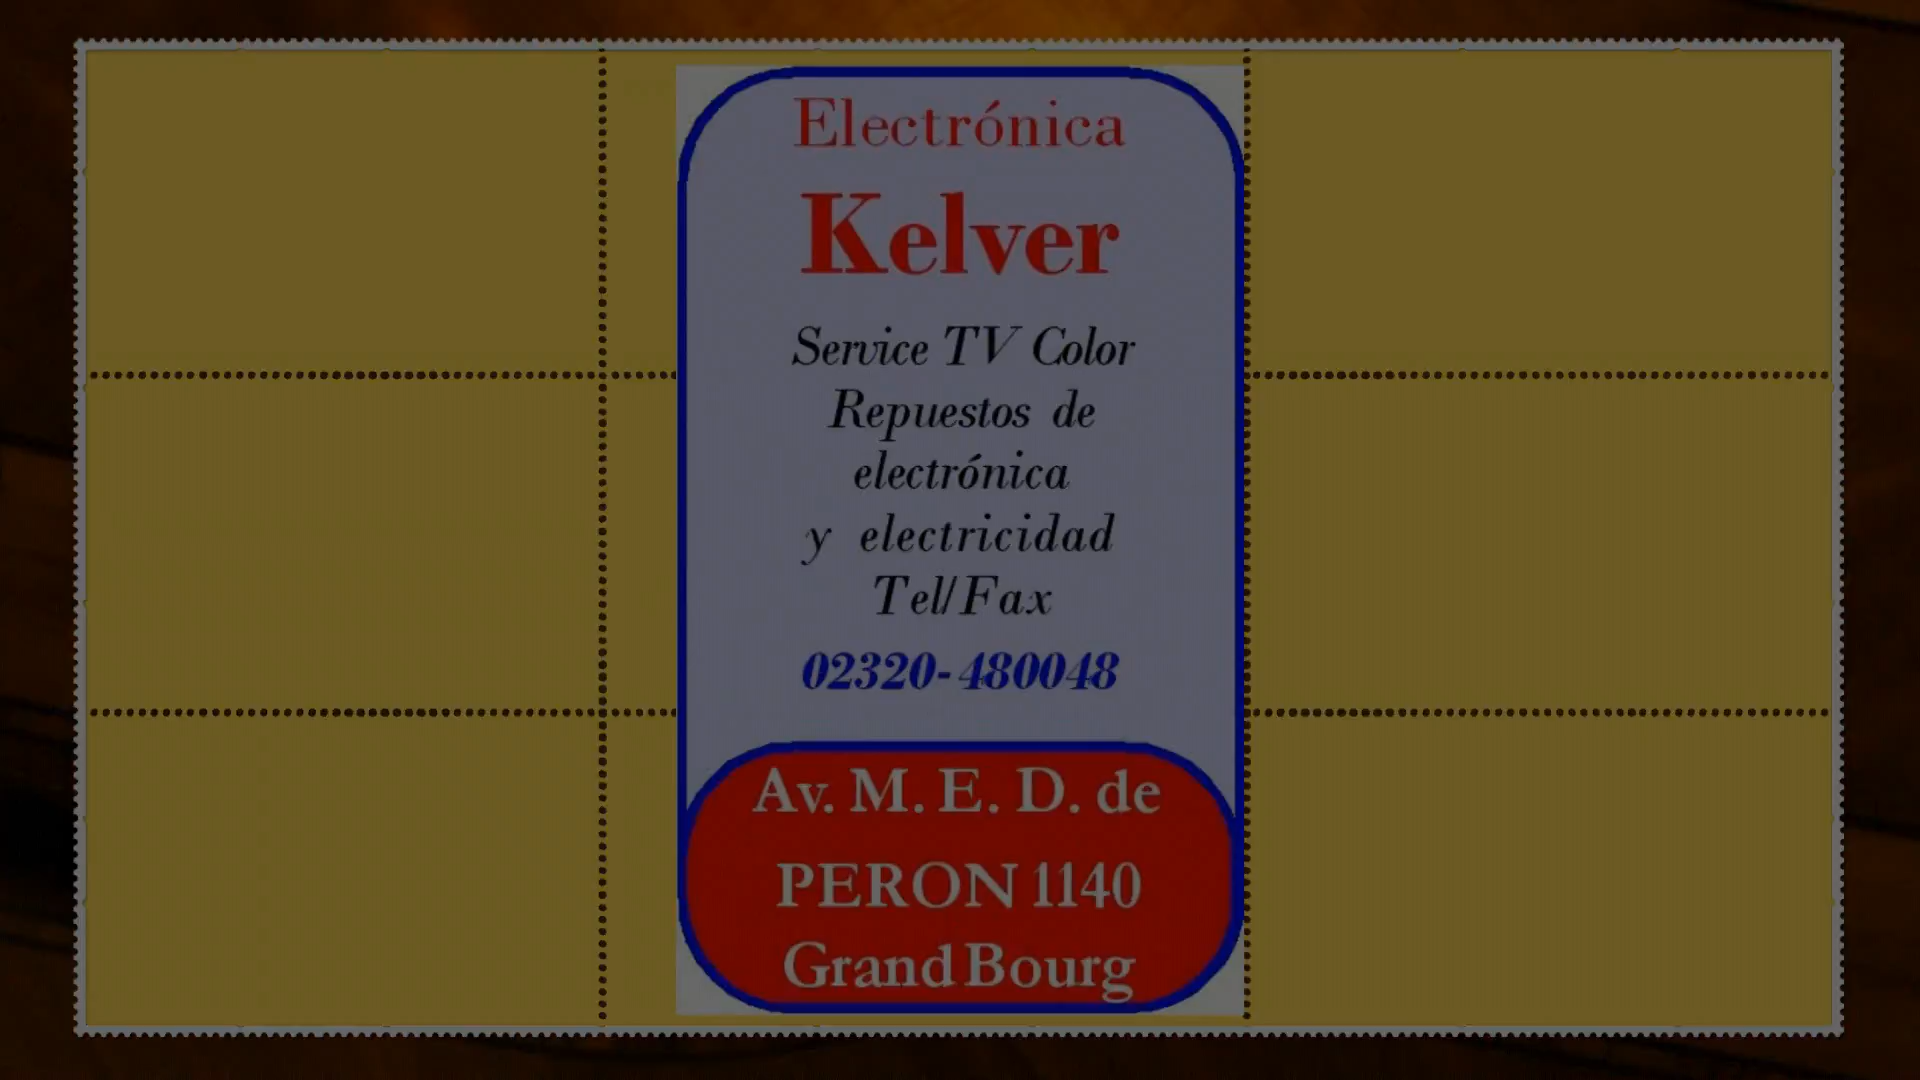 Electrónica
Kelver
Service TV Color
Repuestos de
electrónica
y electricidad
Tel/Fax
02320-480048
Av. M. E. D. de
PERON 1140
Grand Bourg